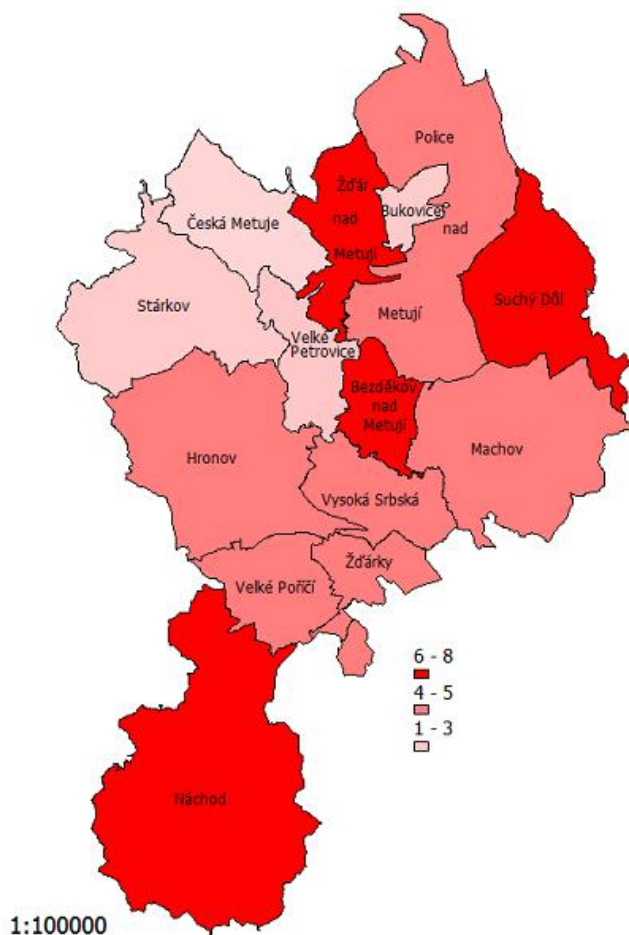 Police
nad
Metují
Žďár
nad
Metují
Bukovice
Česká Metuje
Suchý Důl
Stárkov
Velké
Petrovice
Bezděkov
nad
Metují
Machov
Hronov
Vysoká Srbská
Žďárky
Velké Poříčí
Náchod
6 - 8
4 - 5
1 - 3
1:100000